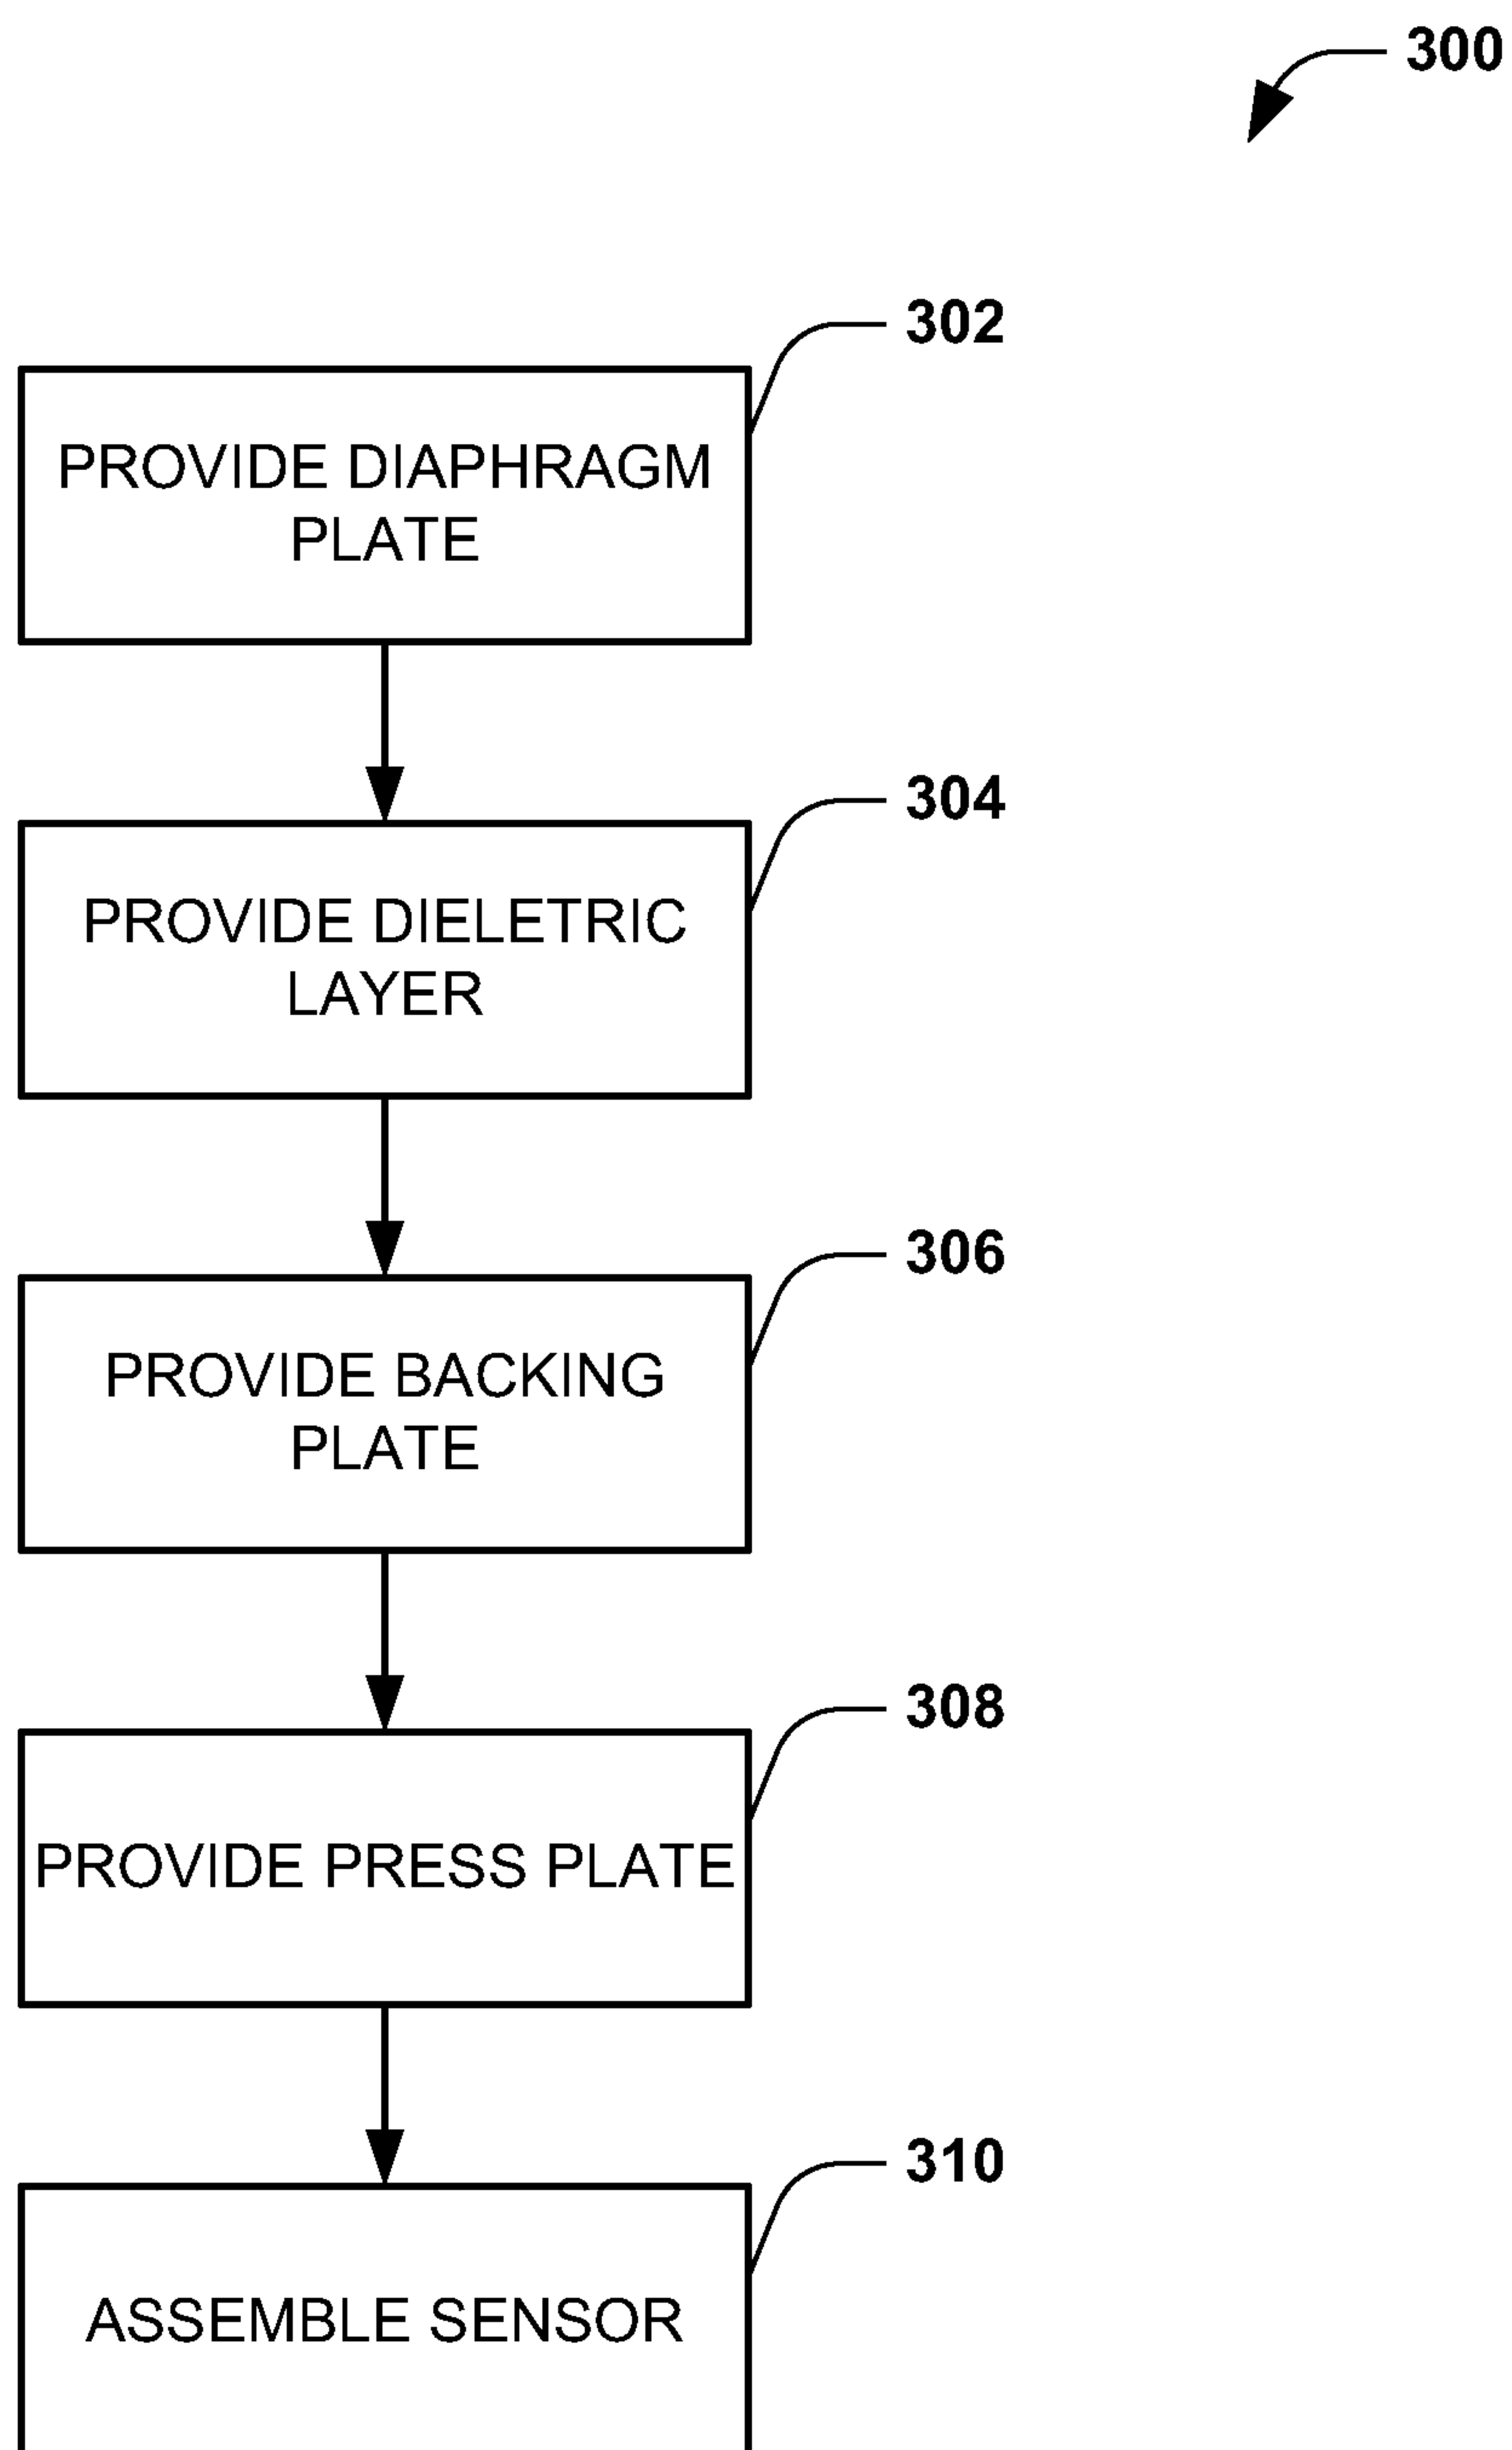 300
302
PROVIDE DIAPHRAGM
PLATE
304
PROVIDE DIELETRIC
LAYER
306
PROVIDE BACKING
PLATE
308
PROVIDE PRESS PLATE
310
ASSEMBLE SENSOR